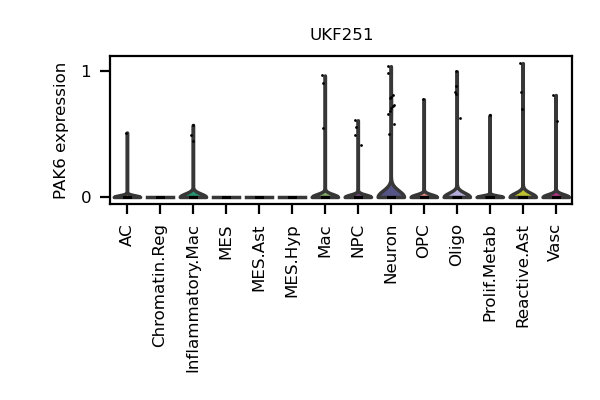 UKF251
PAK6 expression
1
0
AC
Chromatin.Reg
Inflammatory.Mac
MES
MES.Ast
MES.Hyp
Mac
NPC
Neuron
OPC
Oligo
Prolif.Metab
Reactive.Ast
Vasc